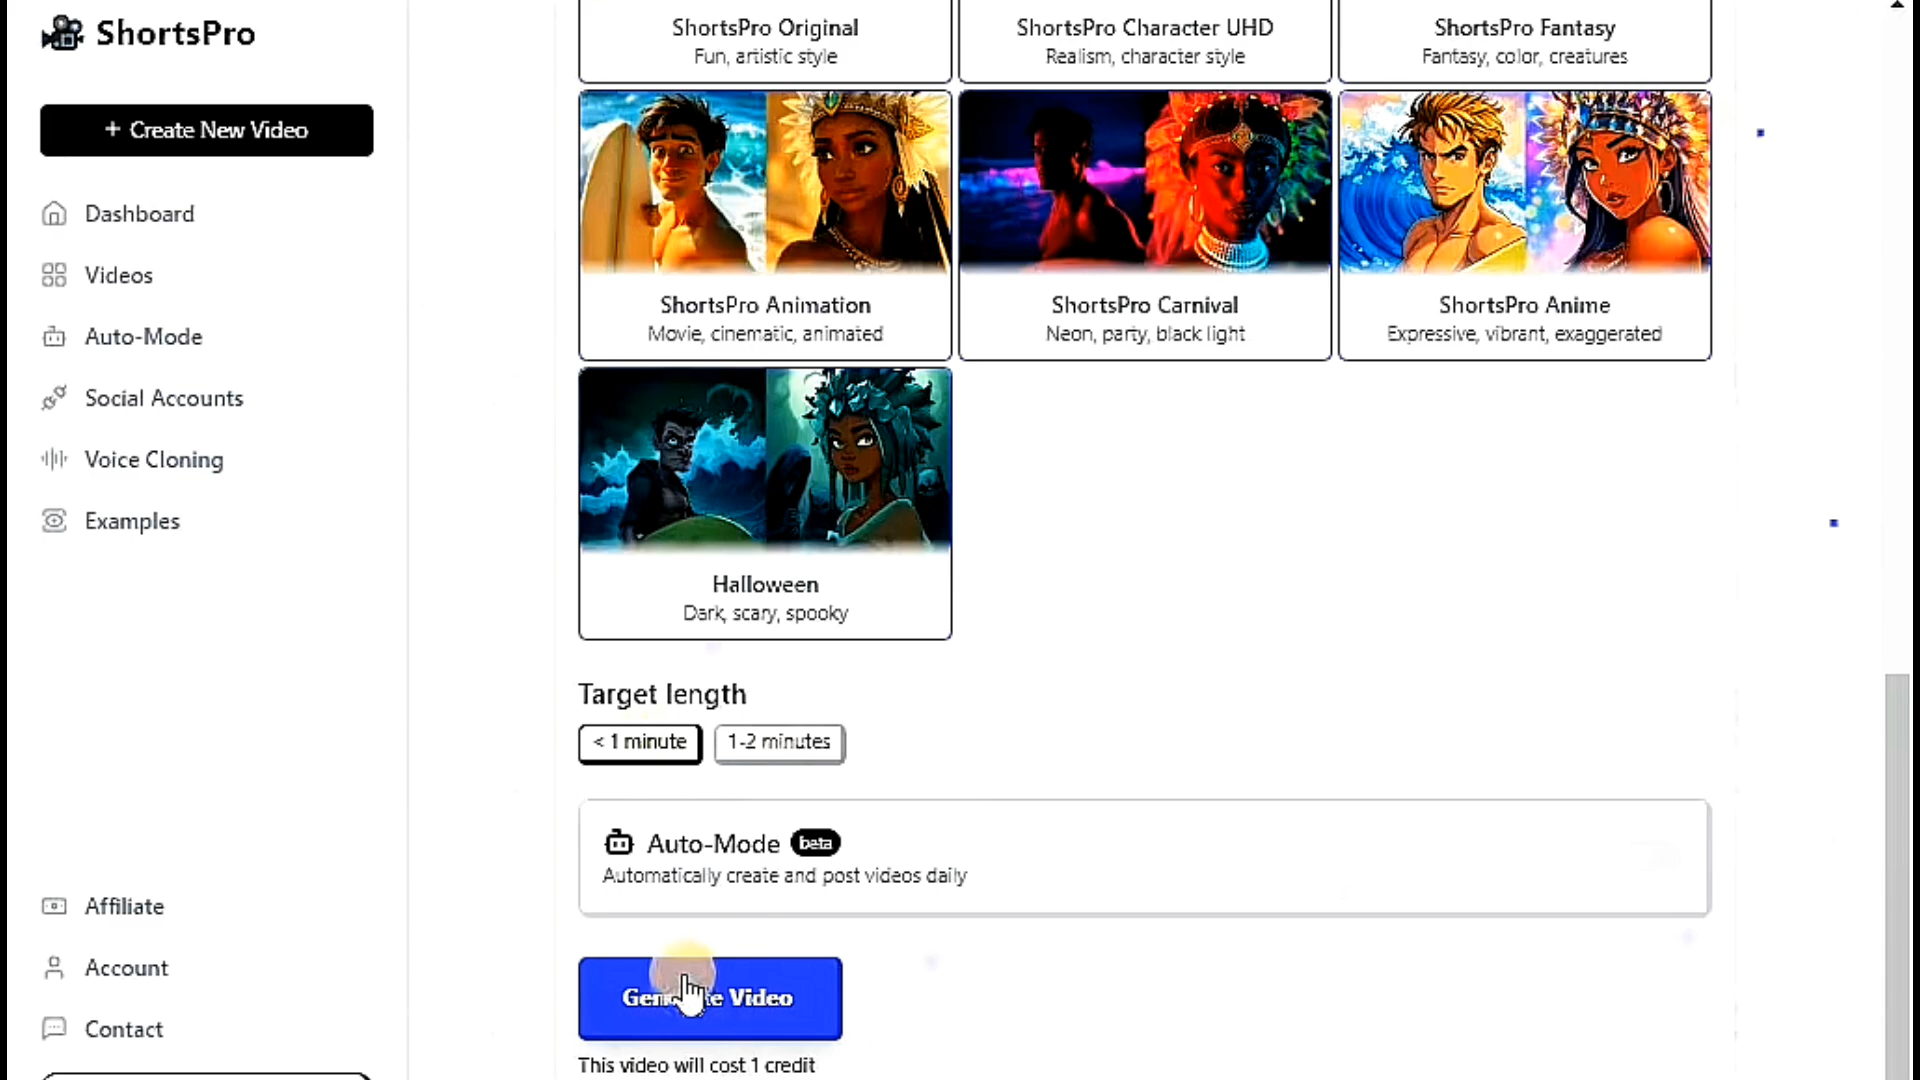 ShortsPro
+ Create New Video
Dashboard
Videos
Auto-Mode
Social Accounts
Voice Cloning
Examples
Affiliate
Account
Contact
ShortsPro Original
Fun, artistic style
ShortsPro Character UHD
Realism, character style
ShortsPro Fantasy
Fantasy, color, creatures
ShortsPro Animation
Movie, cinematic, animated
ShortsPro Carnival
Neon, party, black light
ShortsPro Anime
Expressive, vibrant, exaggerated
Halloween
Dark, scary, spooky
Target length
< 1 minute
1-2 minutes
Auto-Mode beta
Automatically create and post videos daily
Generate Video
This video will cost 1 credit